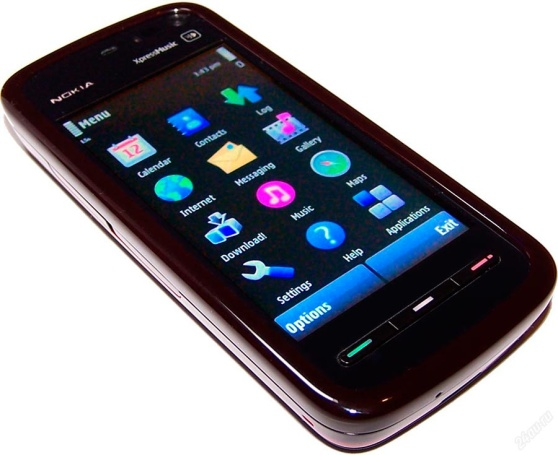 NOKIA
XpressMusic
Menu
Calendar
Contacts
Log
Internet
Messaging
Gallery
Download!
Music
Maps
Settings
Help
Applications
Options
Exit